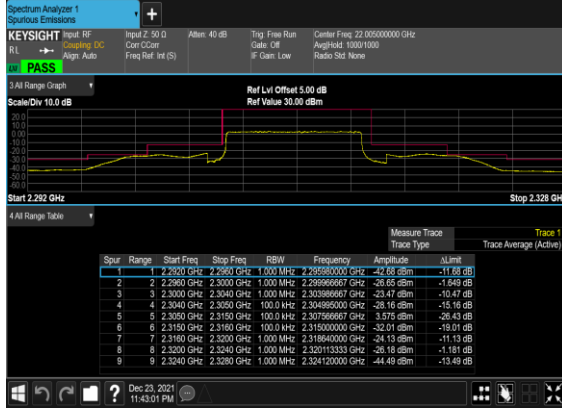 Spectrum Analyzer 1
Spurious Emissions
+
KEYSIGHT Input: RF Input Z: 50 Ω Atten: 40 dB Trig: Free Run Center Freq: 22.005000000 GHz
RL Coupling: DC Corr CCorr Gate: Off Avg|Hold: 1000/1000
Align: Auto Freq Ref: Int (S) IF Gain: Low Radio Std: None
PASS
3 All Range Graph
Ref Lvl Offset 5.00 dB
Scale/Div 10.0 dB Ref Value 30.00 dBm
20.0
10.0
0.00
-10.0
-20.0
-30.0
-40.0
-50.0
-60.0
Start 2.292 GHz Stop 2.328 GH
4 All Range Table
Measure Trace Trace 1
Trace Type Trace Average (Active)
Spur Range Start Freq Stop Freq RBW Frequency Amplitude ΔLimit
1 1 2.2920 GHz 2.2960 GHz 1.000 MHz 2.295980000 GHz -42.68 dBm -11.68 dB
2 2 2.2960 GHz 2.3000 GHz 1.000 MHz 2.299966667 GHz -26.65 dBm -1.649 dB
3 3 2.3000 GHz 2.3040 GHz 1.000 MHz 2.303986667 GHz -23.47 dBm -10.47 dB
4 4 2.3040 GHz 2.3050 GHz 100.0 kHz 2.304995000 GHz -28.16 dBm -15.16 dB
5 5 2.3050 GHz 2.3150 GHz 100.0 kHz 2.307566667 GHz 3.575 dBm -26.43 dB
6 6 2.3150 GHz 2.3160 GHz 100.0 kHz 2.315000000 GHz -32.01 dBm -19.01 dB
7 7 2.3160 GHz 2.3200 GHz 1.000 MHz 2.318640000 GHz -24.13 dBm -11.13 dB
8 8 2.3200 GHz 2.3240 GHz 1.000 MHz 2.320113333 GHz -26.18 dBm -1.181 dB
9 9 2.3240 GHz 2.3280 GHz 1.000 MHz 2.324120000 GHz -44.49 dBm -13.49 dB
? Dec 23, 2021
11:43:01 PM